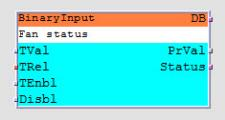 BinaryInput DB
Fan status
TVal PrVal
TRel Status
TEnbl
Disbl